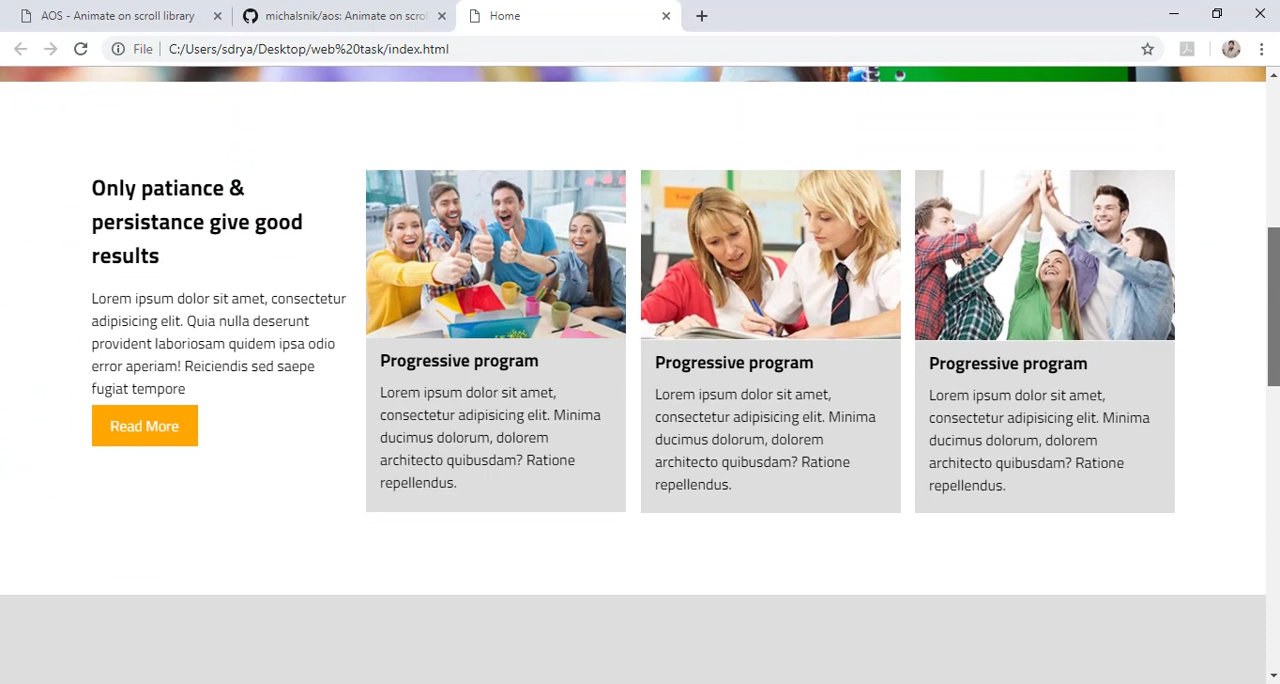 AOS - Animate on scroll library
michalsnik/aos: Animate on scro
Home
File
C:/Users/sdrya/Desktop/web%20task/index.html
Only patiance &
persistance give good
results
Lorem ipsum dolor sit amet, consectetur
adipisicing elit. Quia nulla deserunt
provident laboriosam quidem ipsa odio
error aperiam! Reiciendis sed saepe
fugiat tempore
Read More
Progressive program
Lorem ipsum dolor sit amet,
consectetur adipisicing elit. Minima
ducimus dolorum, dolorem
architecto quibusdam? Ratione
repellendus.
Progressive program
Lorem ipsum dolor sit amet,
consectetur adipisicing elit. Minima
ducimus dolorum, dolorem
architecto quibusdam? Ratione
repellendus.
Progressive program
Lorem ipsum dolor sit amet,
consectetur adipisicing elit. Minima
ducimus dolorum, dolorem
architecto quibusdam? Ratione
repellendus.